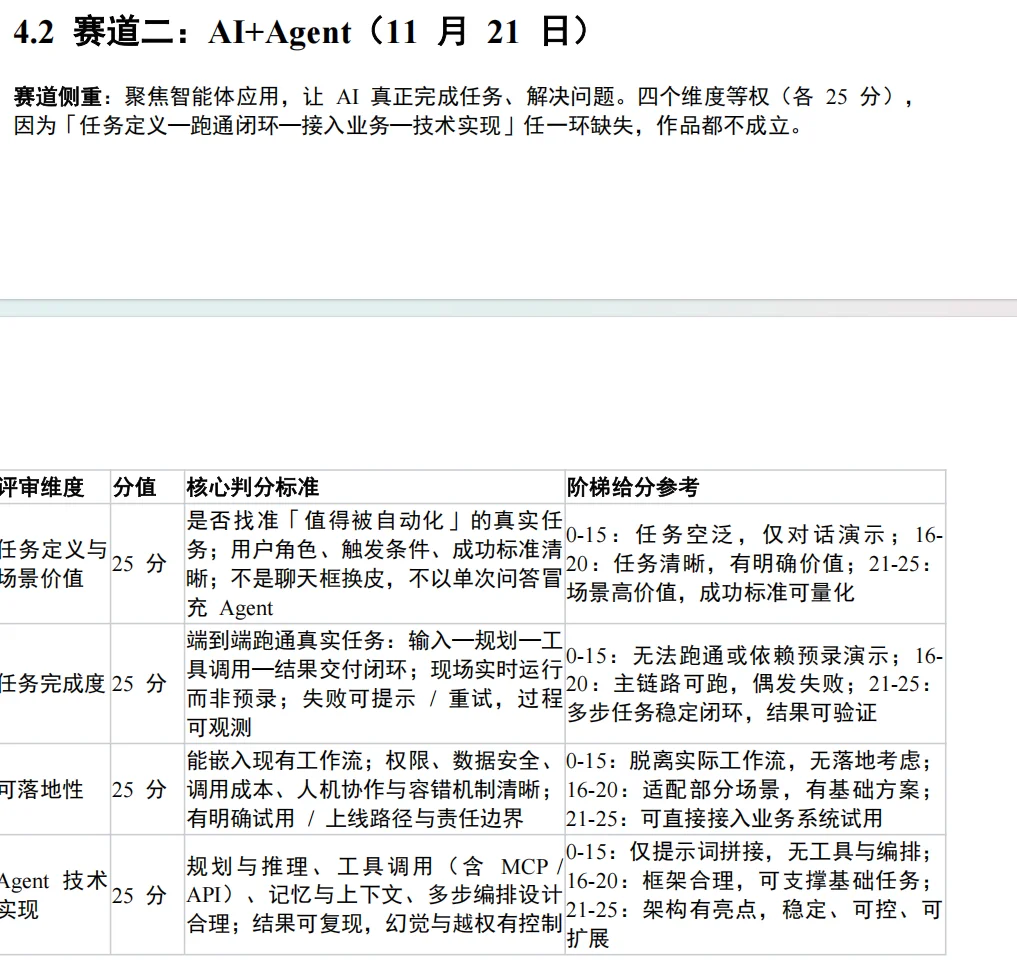 4.2 赛道二：AI+Agent（11 月 21 日）
赛道侧重：聚焦智能体应用，让 AI 真正完成任务、解决问题。四个维度等权（各 25 分），
因为「任务定义—跑通闭环—接入业务—技术实现」任一环缺失，作品都不成立。
评审维度
分值
核心判分标准
阶梯给分参考
任务定义与
场景价值
25 分
是否找准「值得被自动化」的真实任
务；用户角色、触发条件、成功标准清
晰；不是聊天框换皮，不以单次问答冒
充 Agent
0-15：任务空泛，仅对话演示；16-
20：任务清晰，有明确价值；21-25：
场景高价值，成功标准可量化
任务完成度
25 分
端到端跑通真实任务：输入—规划—工
具调用—结果交付闭环；现场实时运行
而非预录；失败可提示 / 重试，过程
可观测
0-15：无法跑通或依赖预录演示；16-
20：主链路可跑，偶发失败；21-25：
多步任务稳定闭环，结果可验证
可落地性
25 分
能嵌入现有工作流；权限、数据安全、
调用成本、人机协作与容错机制清晰；
有明确试用 / 上线路径与责任边界
0-15：脱离实际工作流，无落地考虑；
16-20：适配部分场景，有基础方案；
21-25：可直接接入业务系统试用
Agent 技术
实现
25 分
规划与推理、工具调用（含 MCP /
API）、记忆与上下文、多步编排设计
合理；结果可复现，幻觉与越权有控制
0-15：仅提示词拼接，无工具与编排；
16-20：框架合理，可支撑基础任务；
21-25：架构有亮点，稳定、可控、可
扩展